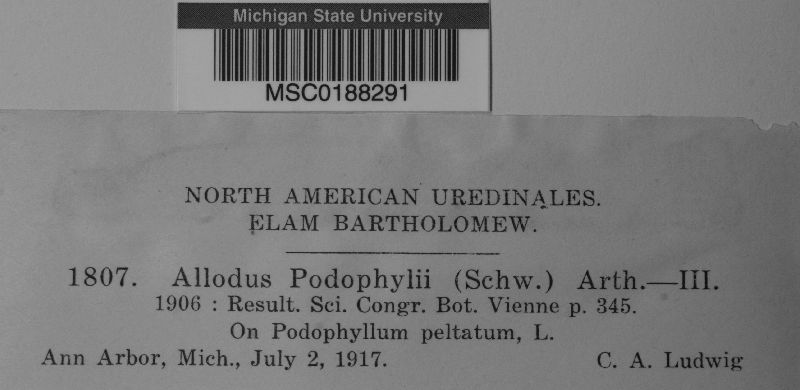 Michigan State University
MSC0188291
NORTH AMERICAN UREDINALES.
ELAM BARTHOLOMEW.
1807. Allodus Podophylii (Schw.) Arth.—III.
1906 : Result. Sci. Congr. Bot. Vienne p. 345.
On Podophyllum peltatum, L.
Ann Arbor, Mich., July 2, 1917. C. A. Ludwig